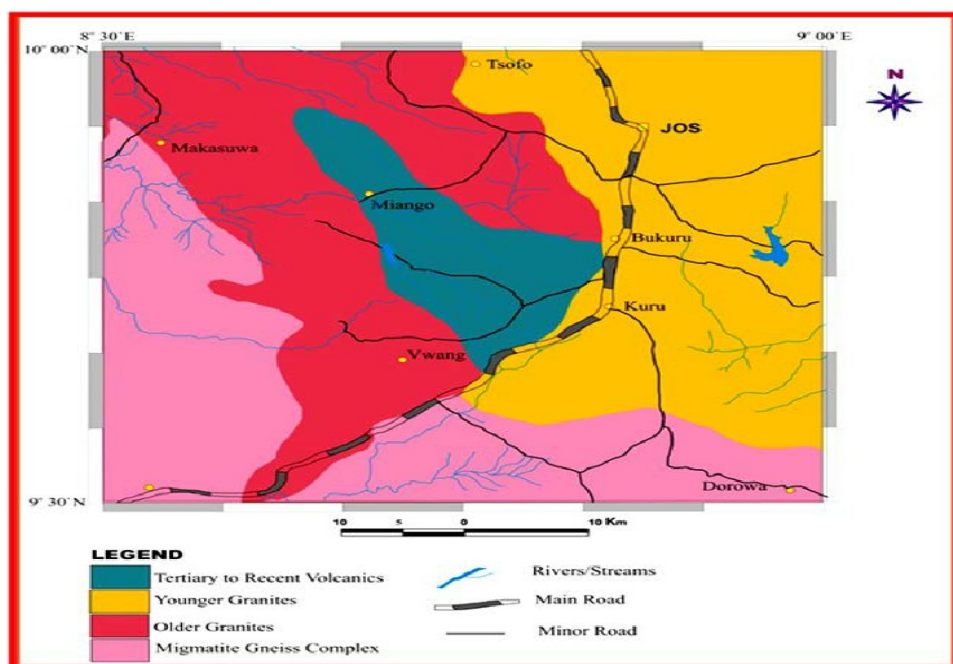 8°30´E
9°00´E
10°00´N
N
Tsofo
JOS
Makasuwa
Miango
Bukuru
Kuru
Vwang
Dorowa
9°30´N
10 5 0 10 Km
LEGEND
Tertiary to Recent Volcanics
Younger Granites
Older Granites
Migmatite Gneiss Complex
Rivers/Streams
Main Road
Minor Road